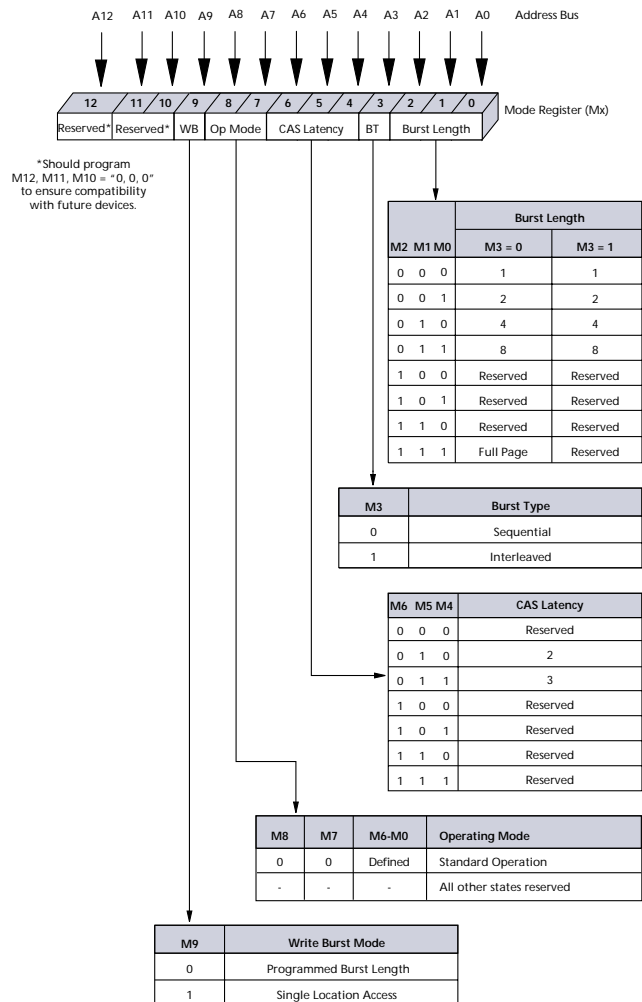 A12 A11 A10 A9 A8 A7 A6 A5 A4 A3 A2 A1 A0 Address Bus
12 11 10 9 8 7 6 5 4 3 2 1 0
Mode Register (Mx)
Reserved* Reserved* WB Op Mode CAS Latency BT Burst Length
*Should program
M12, M11, M10 = “0, 0, 0”
to ensure compatibility
with future devices.
Burst Length
M2 M1 M0 M3 = 0 M3 = 1
0 0 0 1 1
0 0 1 2 2
0 1 0 4 4
0 1 1 8 8
1 0 0 Reserved Reserved
1 0 1 Reserved Reserved
1 1 0 Reserved Reserved
1 1 1 Full Page Reserved
M3 Burst Type
0 Sequential
1 Interleaved
M6 M5 M4 CAS Latency
0 0 0 Reserved
0 1 0 2
0 1 1 3
1 0 0 Reserved
1 0 1 Reserved
1 1 0 Reserved
1 1 1 Reserved
M8 M7 M6-M0 Operating Mode
0 0 Defined Standard Operation
- - - All other states reserved
M9 Write Burst Mode
0 Programmed Burst Length
1 Single Location Access